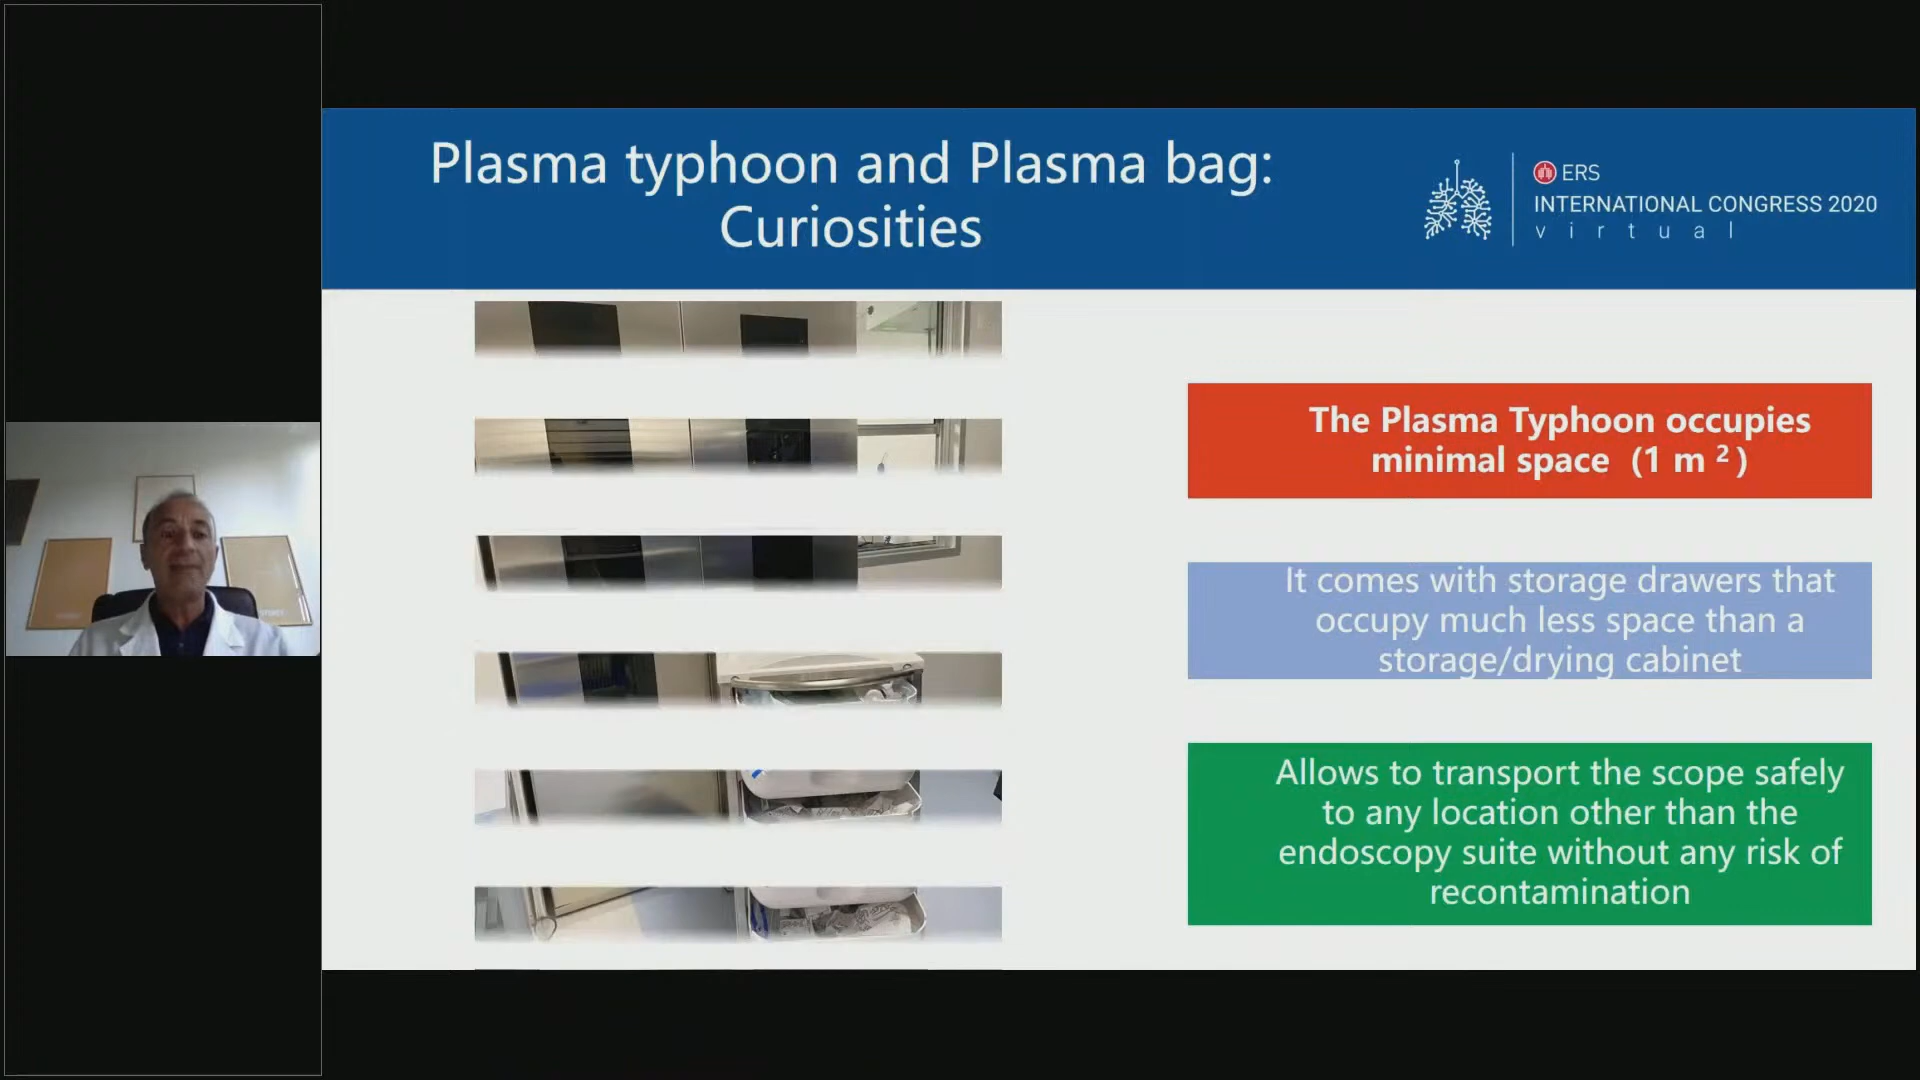 Plasma typhoon and Plasma bag:
Curiosities
ERS
INTERNATIONAL CONGRESS 2020
virtual
The Plasma Typhoon occupies
minimal space (1 m ²)
It comes with storage drawers that
occupy much less space than a
storage/drying cabinet
Allows to transport the scope safely
to any location other than the
endoscopy suite without any risk of
recontamination